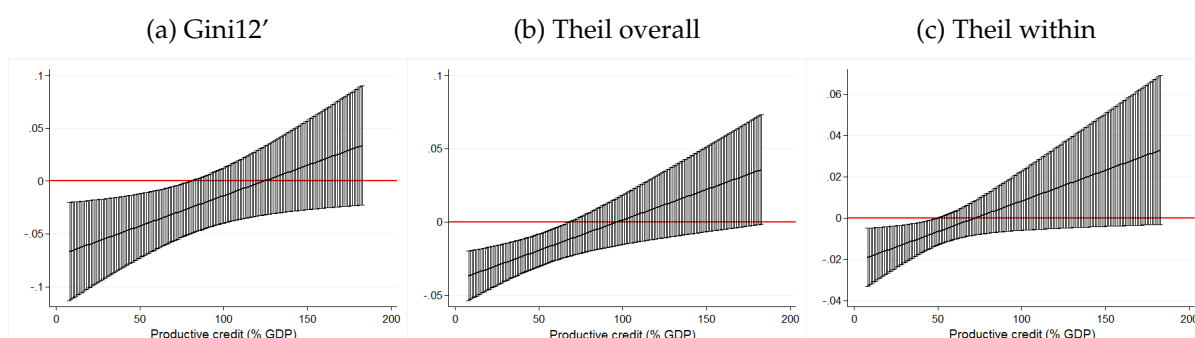 (a) Gini12’
(b) Theil overall
(c) Theil within
.1
.05
0
-.05
-.1
0 50 100 150 200
Productive credit (% GDP)
.1
.05
0
-.05
0 50 100 150 200
Productive credit (% GDP)
.06
.04
.02
0
-.02
-.04
0 50 100 150 200
Productive credit (% GDP)